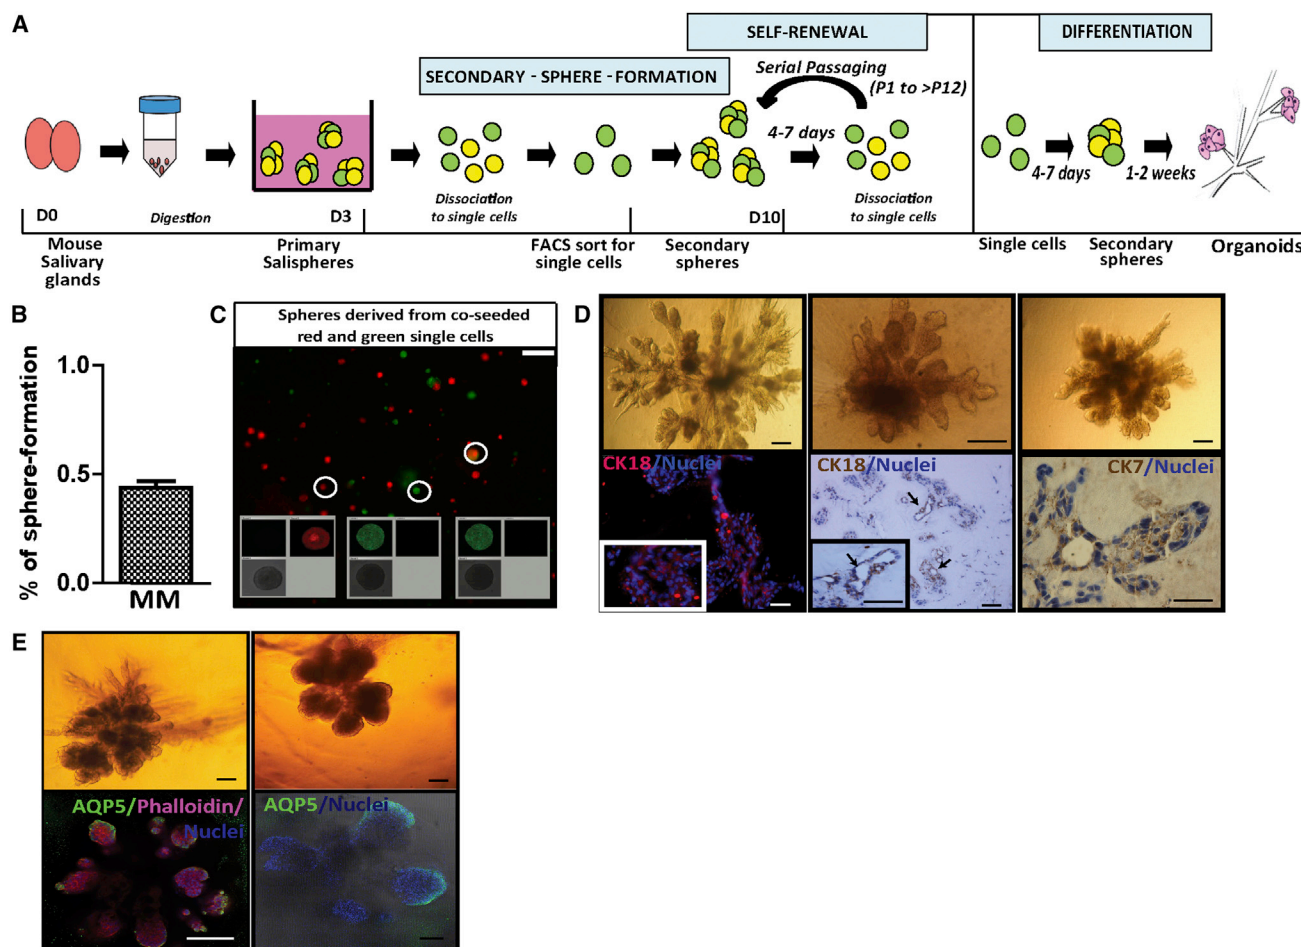 A
SELF-RENEWAL
DIFFERENTIATION
SECONDARY - SPHERE - FORMATION
Serial Passaging
(P1 to >P12)
4-7 days
4-7 days
1-2 weeks
Dissociation
to single cells
Dissociation
to single cells
D0
Digestion
D3
D10
Mouse
Salivary
glands
Primary
Salispheres
FACS sort for
single cells
Secondary
spheres
Single cells
Secondary
spheres
Organoids
B
% of sphere-formation
1.0
0.5
0.0
MM
C
Spheres derived from co-seeded
red and green single cells
D
CK18/Nuclei
CK18/Nuclei
CK7/Nuclei
E
AQP5/Phalloidin/
Nuclei
AQP5/Nuclei